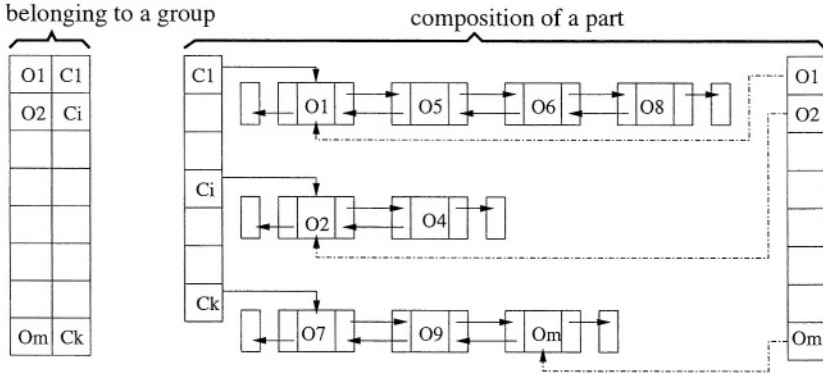 belonging to a group
composition of a part
O1 C1
O2 Ci
Om Ck
C1
O1 O5 O6 O8
O1
O2
Ci
O2 O4
Ck
O7 O9 Om
Om